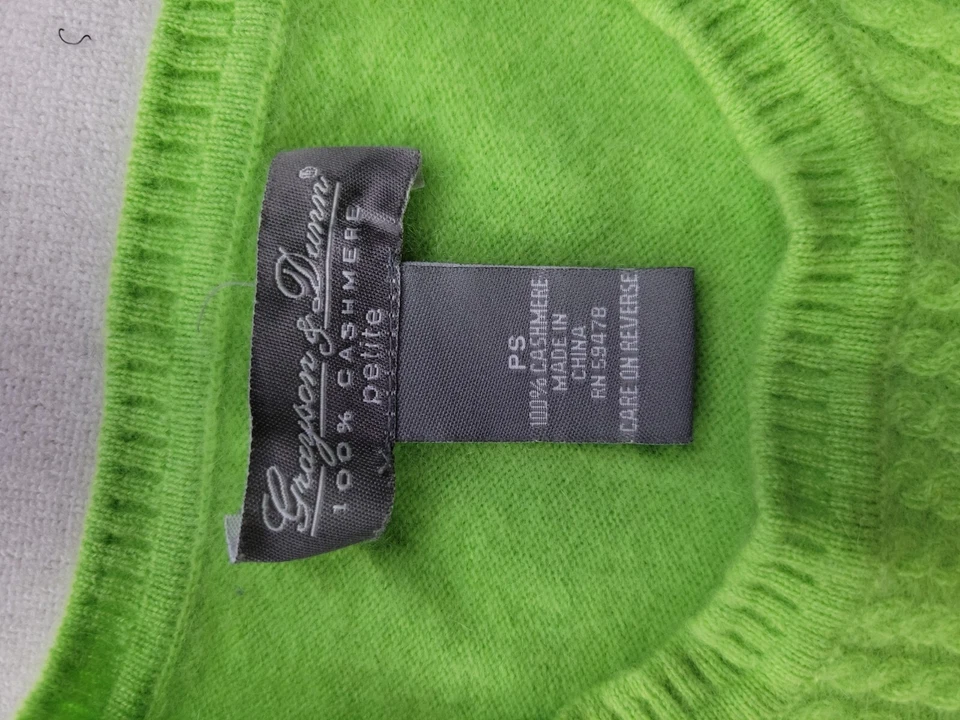 Grayson & Dunn®
100% CASHMERE
petite
PS
100% CASHMERE
MADE IN
CHINA
RN 59478
CARE ON REVERSE